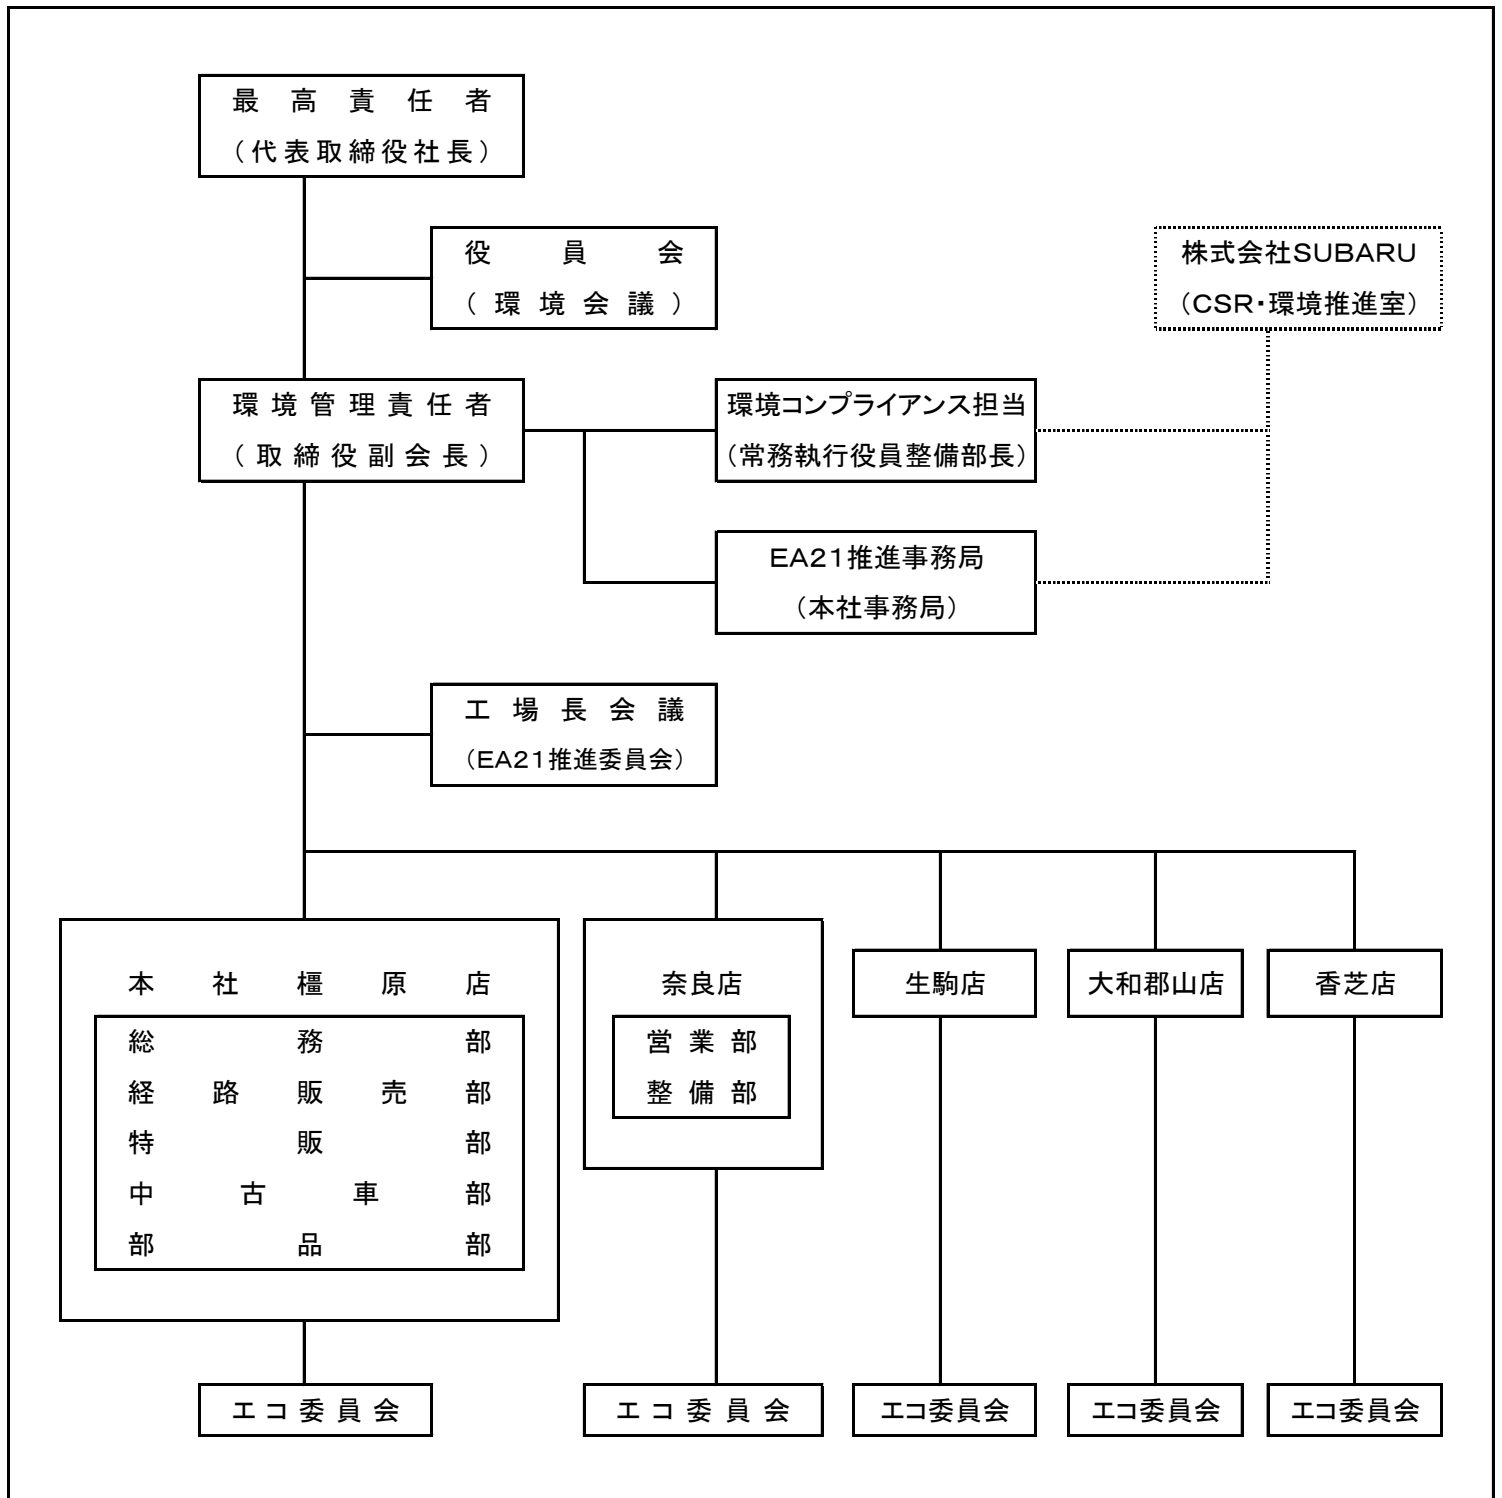 最高責任者
(代表取締役社長)
役員会
(環境会議)
株式会社SUBARU
(CSR・環境推進室)
環境管理責任者
(取締役副会長)
環境コンプライアンス担当
(常務執行役員整備部長)
EA21推進事務局
(本社事務局)
工場長会議
(EA21推進委員会)
本社橿原店
総務部
経路販売部
特販部
中古車部
部品部
奈良店
営業部
整備部
生駒店
大和郡山店
香芝店
エコ委員会
エコ委員会
エコ委員会
エコ委員会
エコ委員会